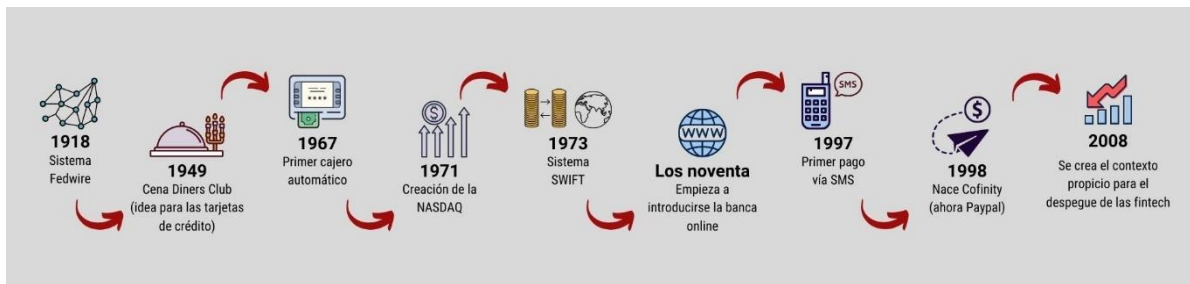 1918
Sistema
Fedwire
1949
Cena Diners Club
(idea para las tarjetas
de crédito)
1967
Primer cajero
automático
$
1971
Creación de la
NASDAQ
1973
Sistema
SWIFT
WWW
Los noventa
Empieza a
introducirse la banca
online
SMS
1997
Primer pago
vía SMS
$
1998
Nace Cofinity
(ahora Paypal)
2008
Se crea el contexto
propicio para el
despegue de las fintech